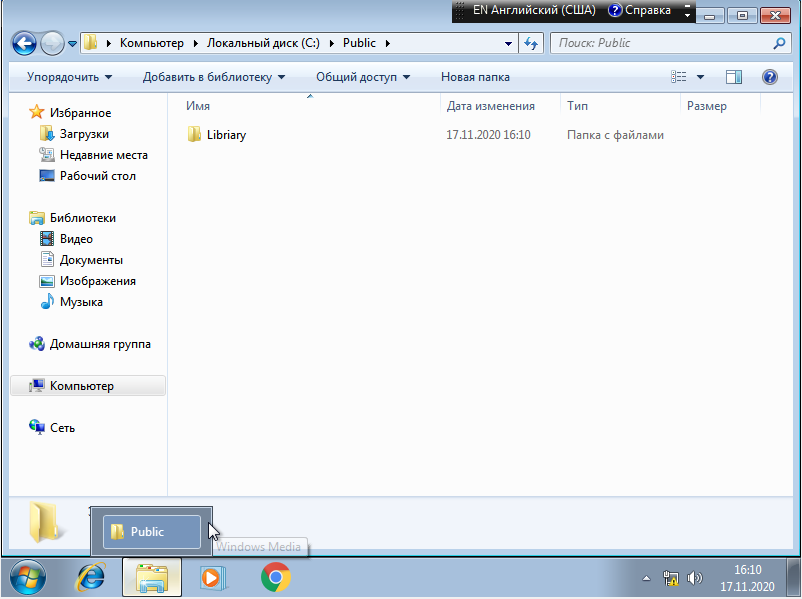 EN Английский (США) Справка
Компьютер Локальный диск (C:) Public
Поиск: Public
Упорядочить Добавить в библиотеку Общий доступ Новая папка
Имя Дата изменения Тип Размер
Libriary 17.11.2020 16:10 Папка с файлами
Избранное
Загрузки
Недавние места
Рабочий стол
Библиотеки
Видео
Документы
Изображения
Музыка
Домашняя группа
Компьютер
Сеть
Public
Windows Media
16:10
17.11.2020